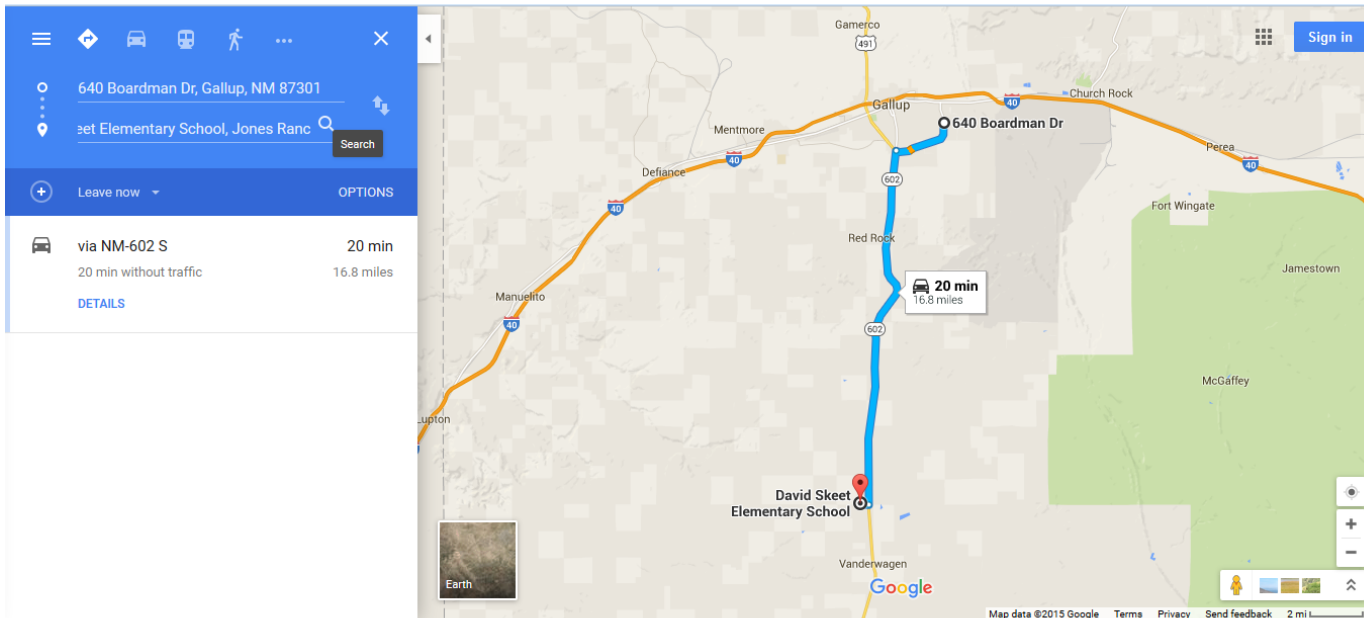 640 Boardman Dr, Gallup, NM 87301
eet Elementary School, Jones Ranc
Search
Leave now
OPTIONS
via NM-602 S
20 min
20 min without traffic
16.8 miles
DETAILS
Sign in
Gamerco
491
Church Rock
40
Gallup
640 Boardman Dr
Mentmore
40
Perea
40
Defiance
602
Fort Wingate
40
Red Rock
Jamestown
20 min
16.8 miles
Manuelito
40
602
McGaffey
Lupton
David Skeet
Elementary School
Vanderwagen
Earth
Google
Map data ©2015 Google
Terms
Privacy
Send feedback
2 mi